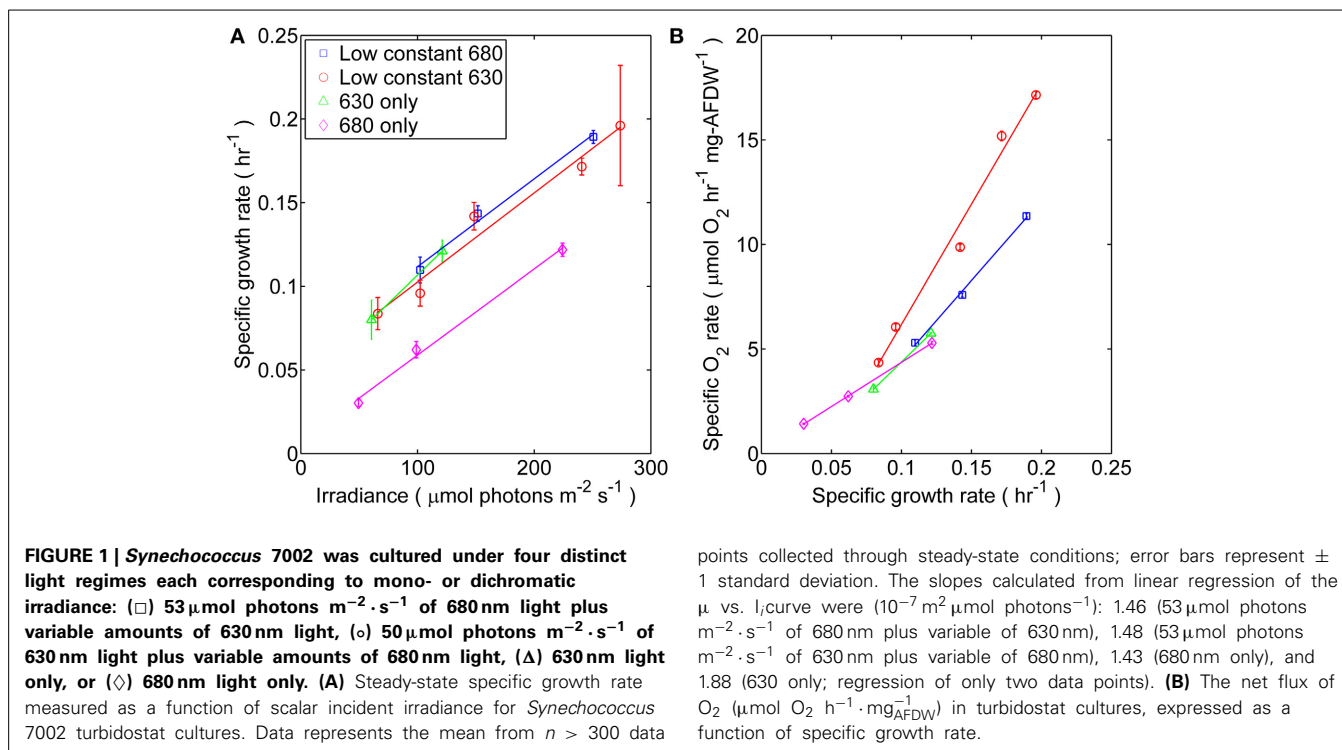 A
0.25
0.2
0.15
0.1
0.05
0
Specific growth rate ( hr⁻¹ )
Low constant 680
Low constant 630
630 only
680 only
0 100 200 300
Irradiance ( μmol photons m⁻² s⁻¹ )
B
20
15
10
5
0
Specific O₂ rate ( μmol O₂ hr⁻¹ mg-AFDW⁻¹ )
0 0.05 0.1 0.15 0.2 0.25
Specific growth rate ( hr⁻¹ )
FIGURE 1 | Synechococcus 7002 was cultured under four distinct
light regimes each corresponding to mono- or dichromatic
irradiance: (□) 53 μmol photons m⁻² · s⁻¹ of 680 nm light plus
variable amounts of 630 nm light, (○) 50 μmol photons m⁻² · s⁻¹ of
630 nm light plus variable amounts of 680 nm light, (Δ) 630 nm light
only, or (◇) 680 nm light only. (A) Steady-state specific growth rate
measured as a function of scalar incident irradiance for Synechococcus
7002 turbidostat cultures. Data represents the mean from n > 300 data
points collected through steady-state conditions; error bars represent ±
1 standard deviation. The slopes calculated from linear regression of the
μ vs. Iᵢcurve were (10⁻⁷ m² μmol photons⁻¹): 1.46 (53 μmol photons
m⁻² · s⁻¹ of 680 nm plus variable of 630 nm), 1.48 (53 μmol photons
m⁻² · s⁻¹ of 630 nm plus variable of 680 nm), 1.43 (680 nm only), and
1.88 (630 only; regression of only two data points). (B) The net flux of
O₂ (μmol O₂ h⁻¹ · mg⁻¹AFDW) in turbidostat cultures, expressed as a
function of specific growth rate.